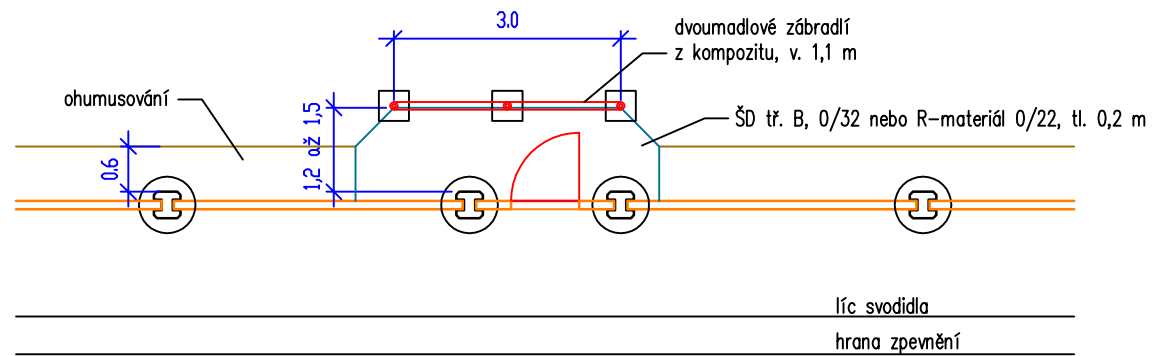 3.0
dvoumadlové zábradlí
z kompozitu, v. 1,1 m
ohumusování
ŠD tř. B, 0/32 nebo R-materiál 0/22, tl. 0,2 m
0.6
1,2 až 1,5
líc svodidla
hrana zpevnění